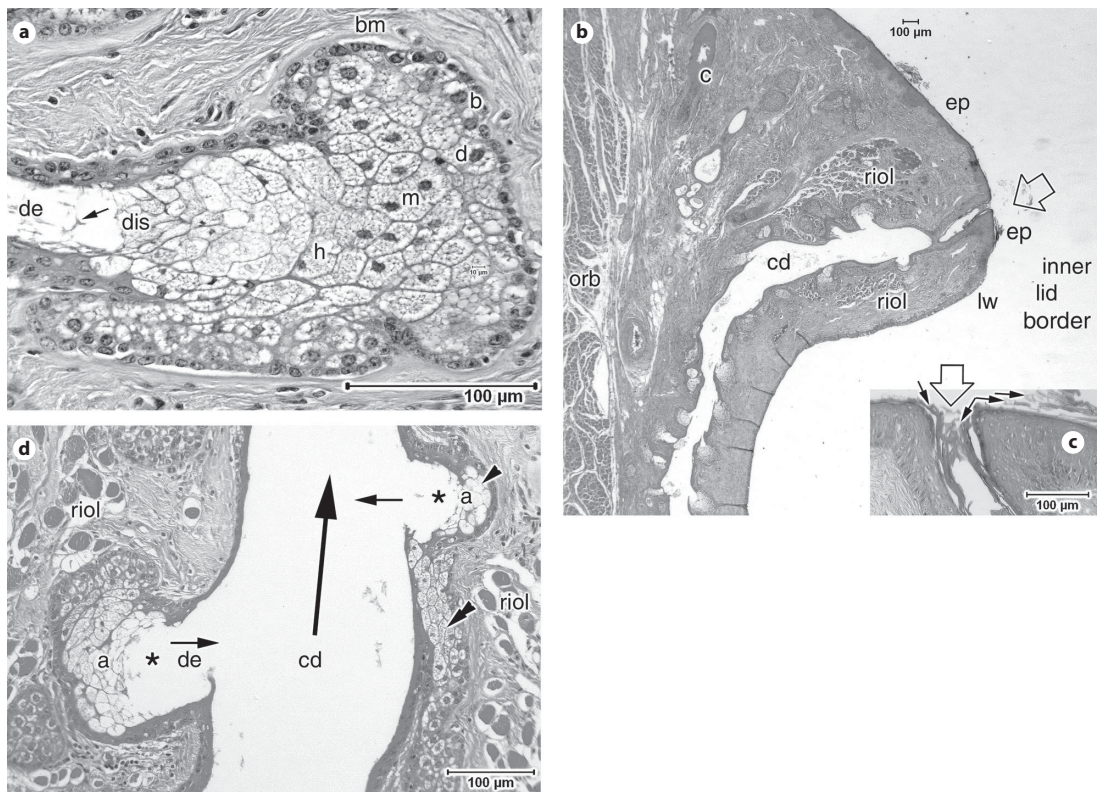 a
bm
b
d
de
dis
m
h
10 µm
100 µm
b
100 µm
c
ep
riol
cd
ep
orb
riol
lw
inner
lid
border
c
100 µm
d
riol
a
*
a
*
de
cd
riol
100 µm